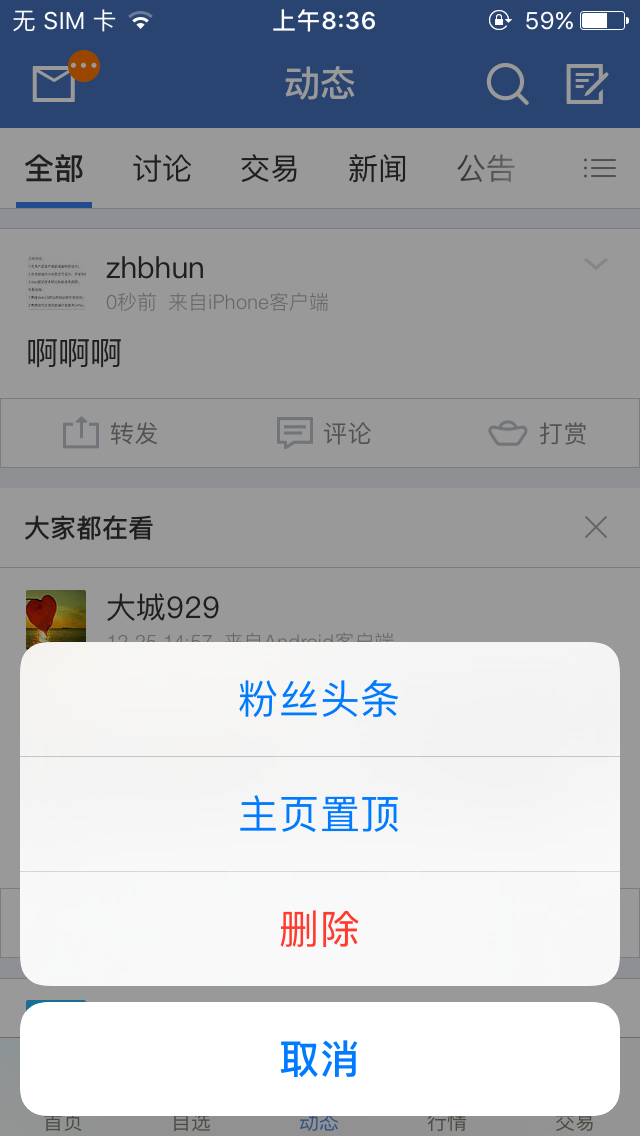 无 SIM 卡
上午8:36
59%
动态
全部 讨论 交易 新闻 公告
zhbhun
0秒前 来自iPhone客户端
啊啊啊
转发 评论 打赏
大家都在看
大城929
12-25 14:57 来自Android客户端
粉丝头条
主页置顶
删除
取消
首页 自选 动态 行情 交易